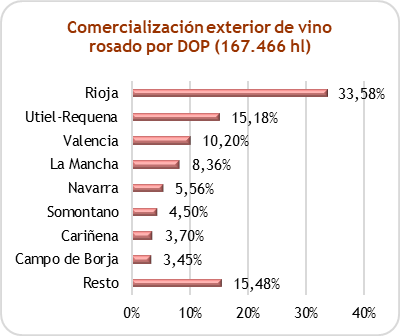 Comercialización exterior de vino
rosado por DOP (167.466 hl)
Rioja 33,58%
Utiel-Requena 15,18%
Valencia 10,20%
La Mancha 8,36%
Navarra 5,56%
Somontano 4,50%
Cariñena 3,70%
Campo de Borja 3,45%
Resto 15,48%
0% 10% 20% 30% 40%